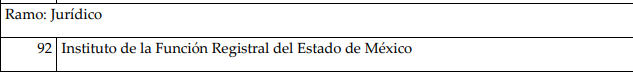 Ramo: Jurídico
92 Instituto de la Función Registral del Estado de México